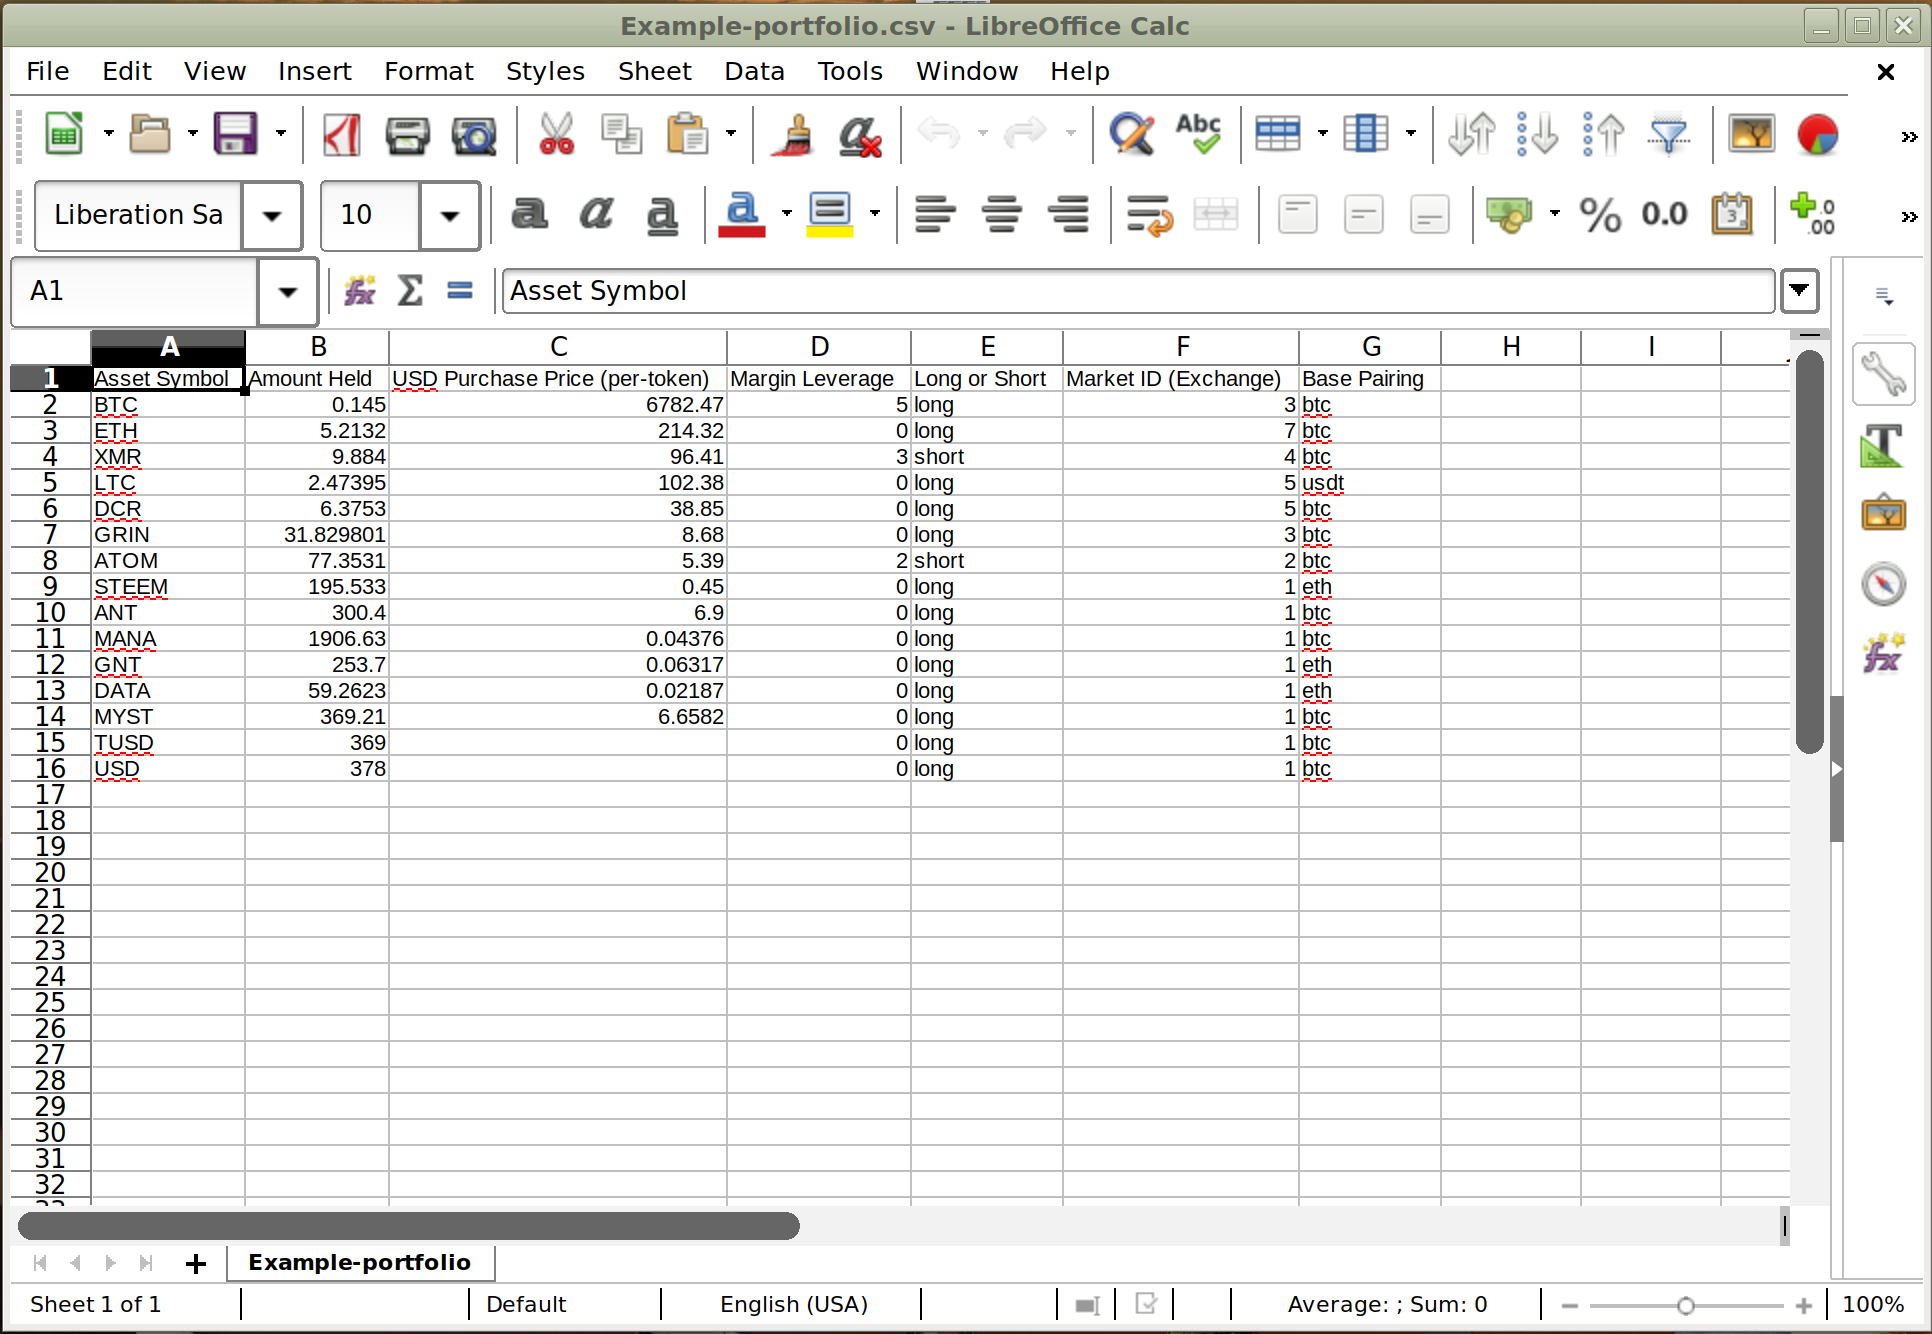 Example-portfolio.csv - LibreOffice Calc
File Edit View Insert Format Styles Sheet Data Tools Window Help
Abc
Liberation Sa 10 a a a a % 0.0 3 .0 .00
A1 Asset Symbol
A B C D E F G H I
1 Asset Symbol Amount Held USD Purchase Price (per-token) Margin Leverage Long or Short Market ID (Exchange) Base Pairing
2 BTC 0.145 6782.47 5 long 3 btc
3 ETH 5.2132 214.32 0 long 7 btc
4 XMR 9.884 96.41 3 short 4 btc
5 LTC 2.47395 102.38 0 long 5 usdt
6 DCR 6.3753 38.85 0 long 5 btc
7 GRIN 31.829801 8.68 0 long 3 btc
8 ATOM 77.3531 5.39 2 short 2 btc
9 STEEM 195.533 0.45 0 long 1 eth
10 ANT 300.4 6.9 0 long 1 btc
11 MANA 1906.63 0.04376 0 long 1 btc
12 GNT 253.7 0.06317 0 long 1 eth
13 DATA 59.2623 0.02187 0 long 1 eth
14 MYST 369.21 6.6582 0 long 1 btc
15 TUSD 369 0 long 1 btc
16 USD 378 0 long 1 btc
17
18
19
20
21
22
23
24
25
26
27
28
29
30
31
32
Example-portfolio
Sheet 1 of 1 Default English (USA) Average: ; Sum: 0 100%